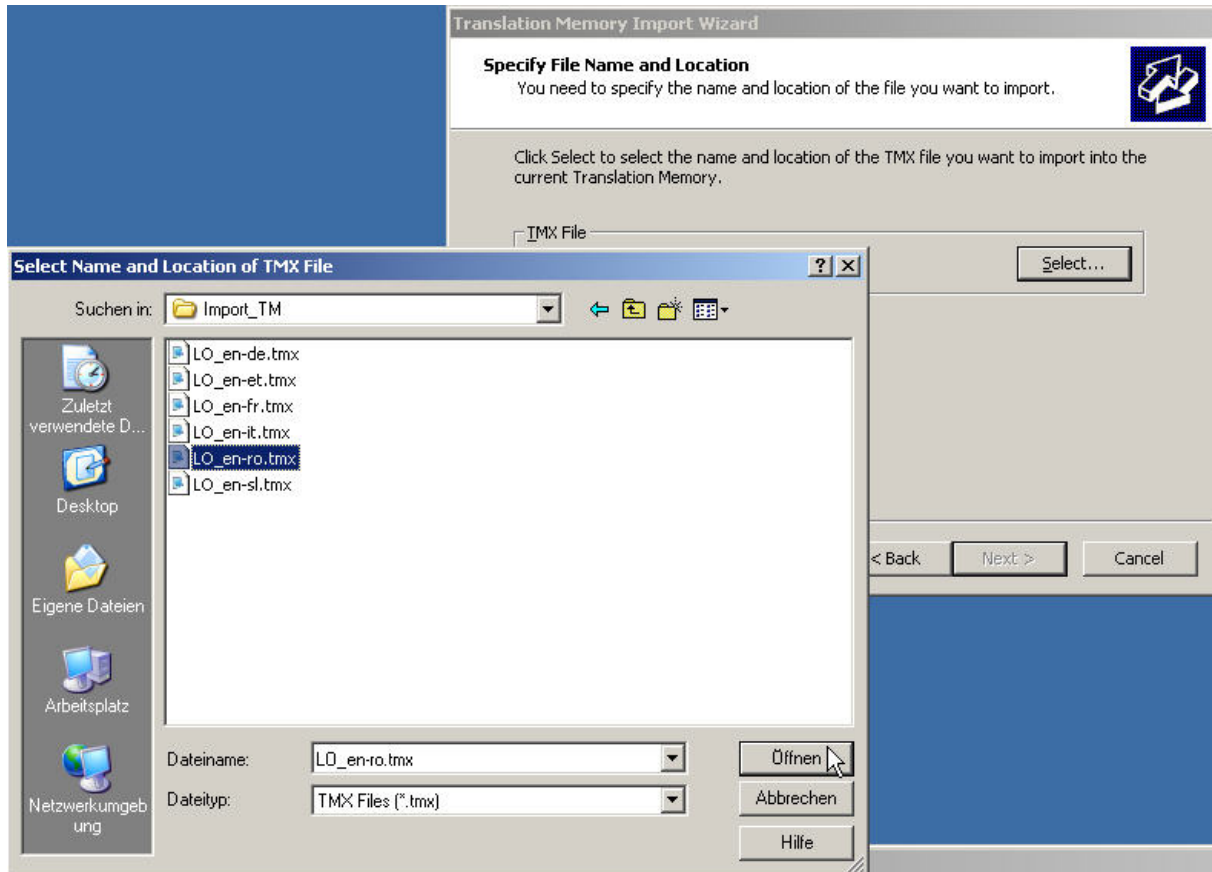 Translation Memory Import Wizard
Specify File Name and Location
You need to specify the name and location of the file you want to import.
Click Select to select the name and location of the TMX file you want to import into the
current Translation Memory.
TMX File
Select...
Select Name and Location of TMX File
Suchen in:
Import_TM
LO_en-de.tmx
LO_en-et.tmx
LO_en-fr.tmx
LO_en-it.tmx
LO_en-ro.tmx
LO_en-sl.tmx
Zuletzt
verwendete D...
Desktop
Eigene Dateien
Arbeitsplatz
Netzwerkumgeb
ung
< Back
Next >
Cancel
Dateiname:
LO_en-ro.tmx
Öffnen
Dateityp:
TMX Files (*.tmx)
Abbrechen
Hilfe